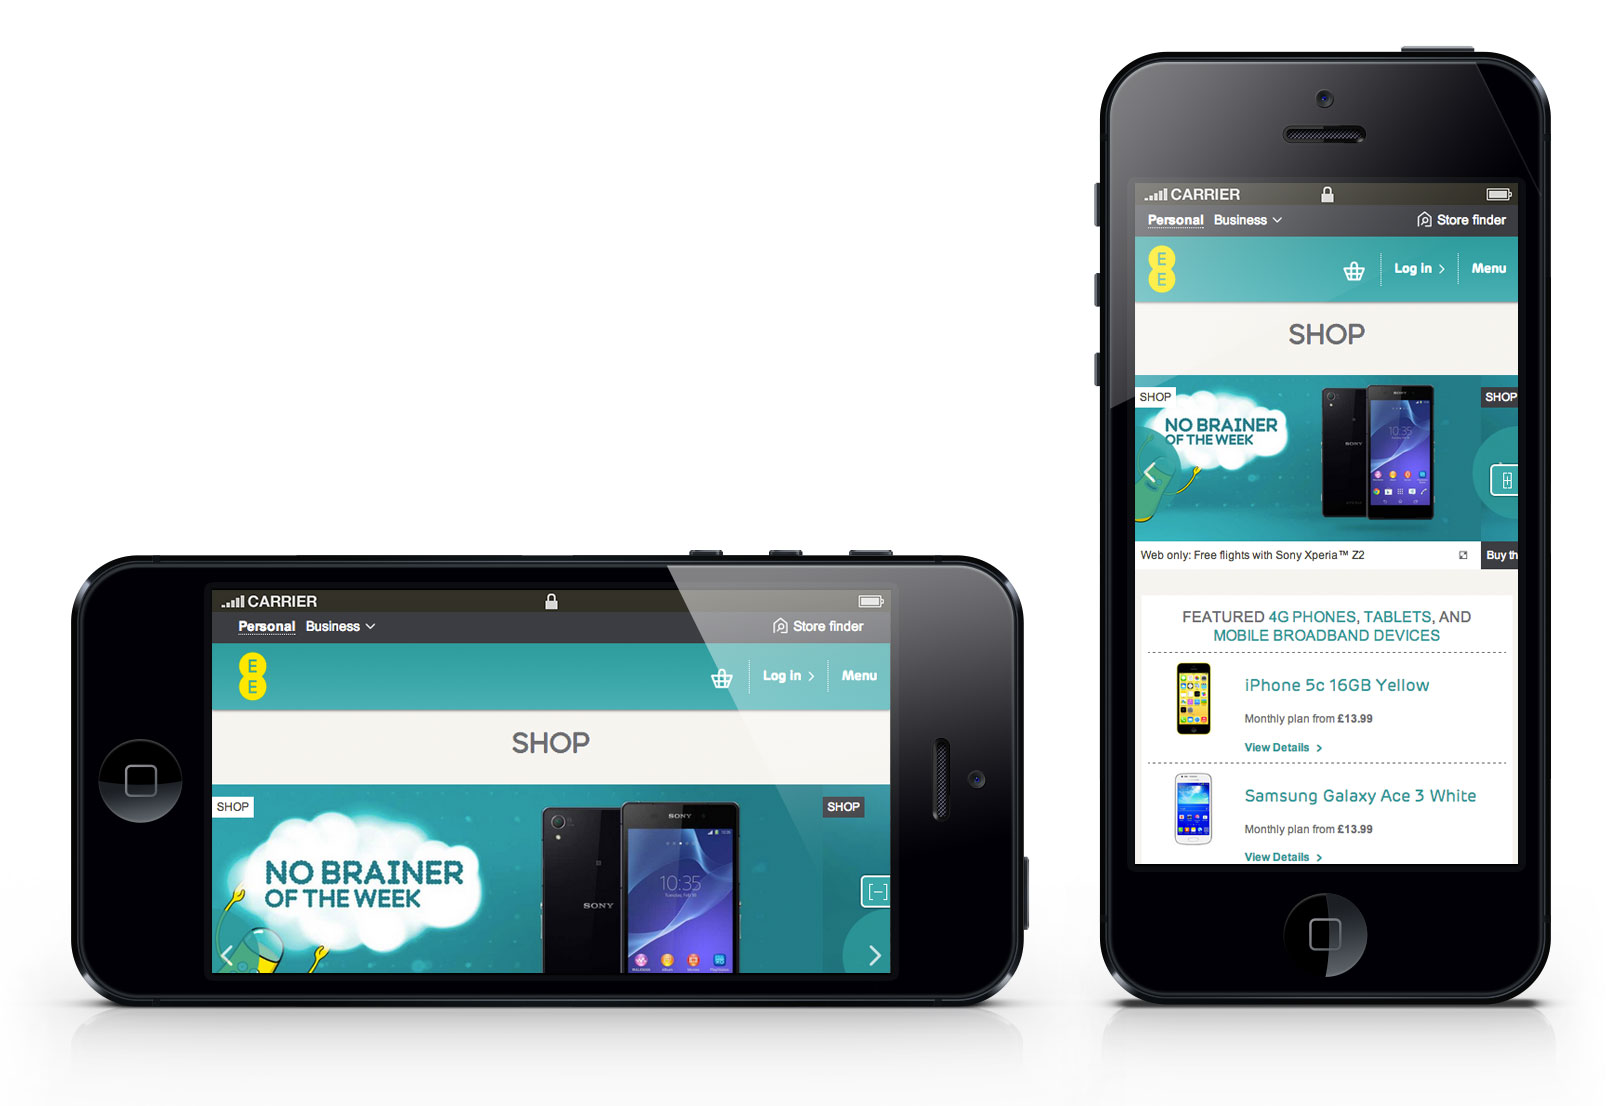 CARRIER
Personal Business Store finder
E
E
Log in Menu
SHOP
SHOP
SHOP
NO BRAINER
OF THE WEEK
SONY
SONY
10:35
CARRIER
Personal Business Store finder
E
E
Log in Menu
SHOP
SHOP
SHOP
NO BRAINER
OF THE WEEK
SONY
SONY
10:35
Web only: Free flights with Sony Xperia™ Z2
Buy th
FEATURED 4G PHONES, TABLETS, AND
MOBILE BROADBAND DEVICES
iPhone 5c 16GB Yellow
Monthly plan from £13.99
View Details
Samsung Galaxy Ace 3 White
Monthly plan from £13.99
View Details